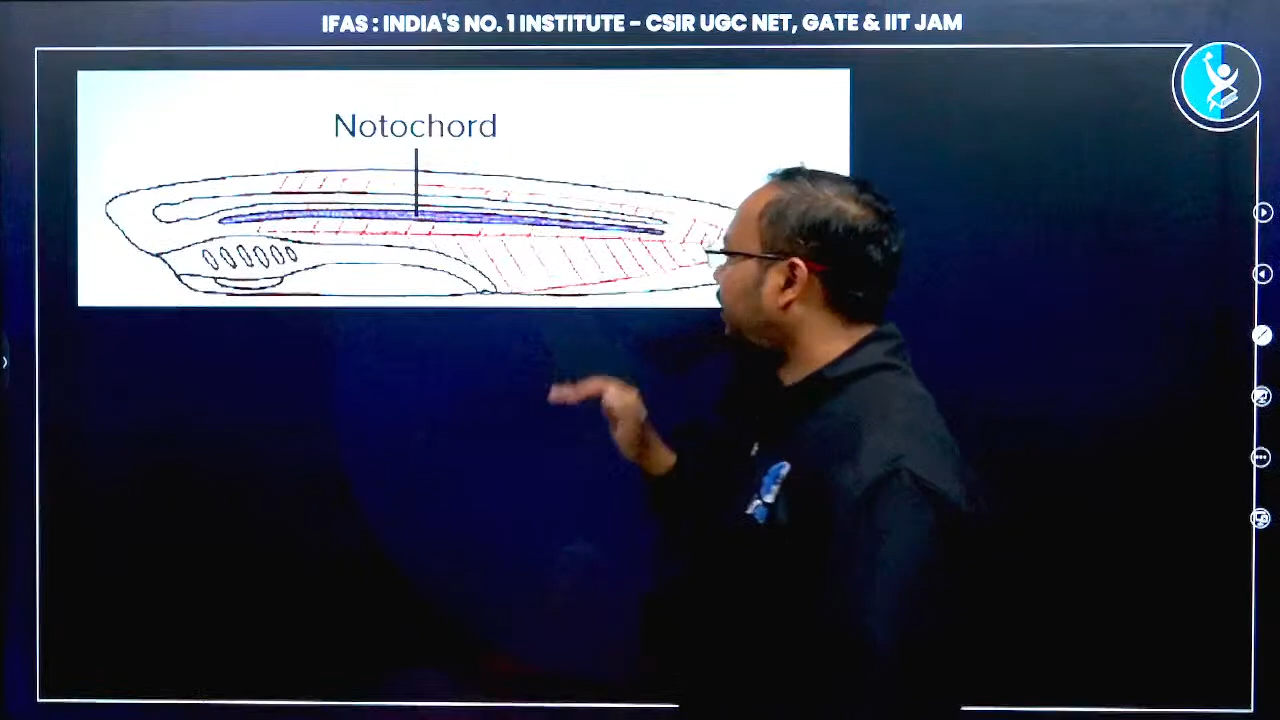 IFAS : INDIA'S NO. 1 INSTITUTE - CSIR UGC NET, GATE & IIT JAM
Notochord